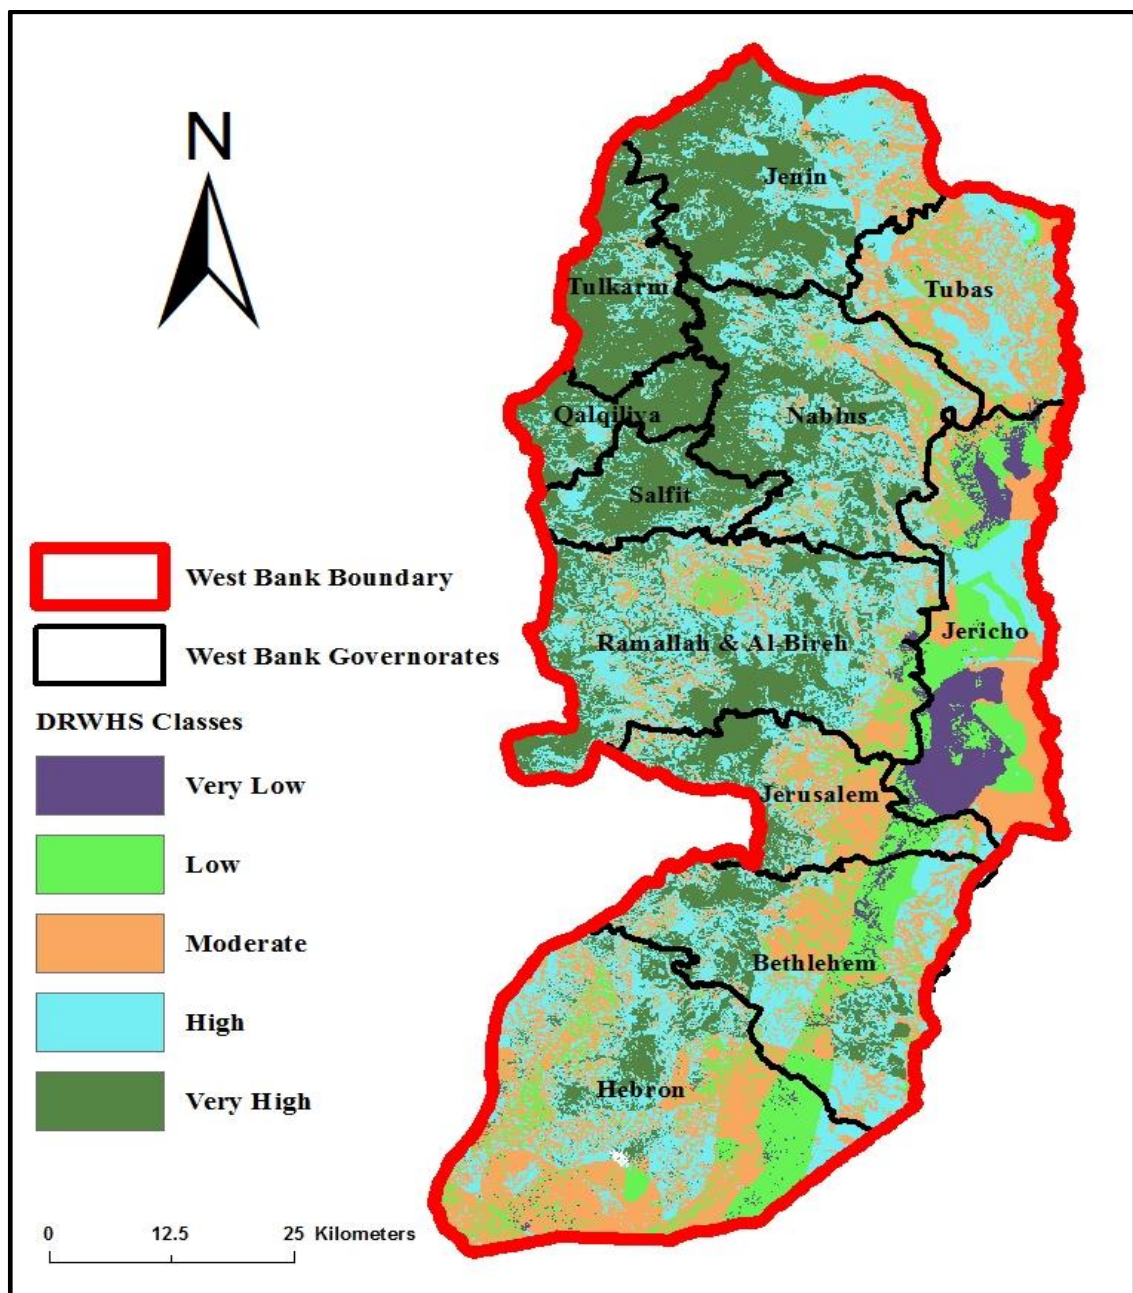 N
Jenin
Tulkarm
Tubas
Qalqiliya
Nablus
Salfit
West Bank Boundary
Ramallah & Al-Bireh
Jericho
West Bank Governorates
DRWHS Classes
Very Low
Jerusalem
Low
Moderate
Bethlehem
High
Hebron
Very High
0 12.5 25 Kilometers